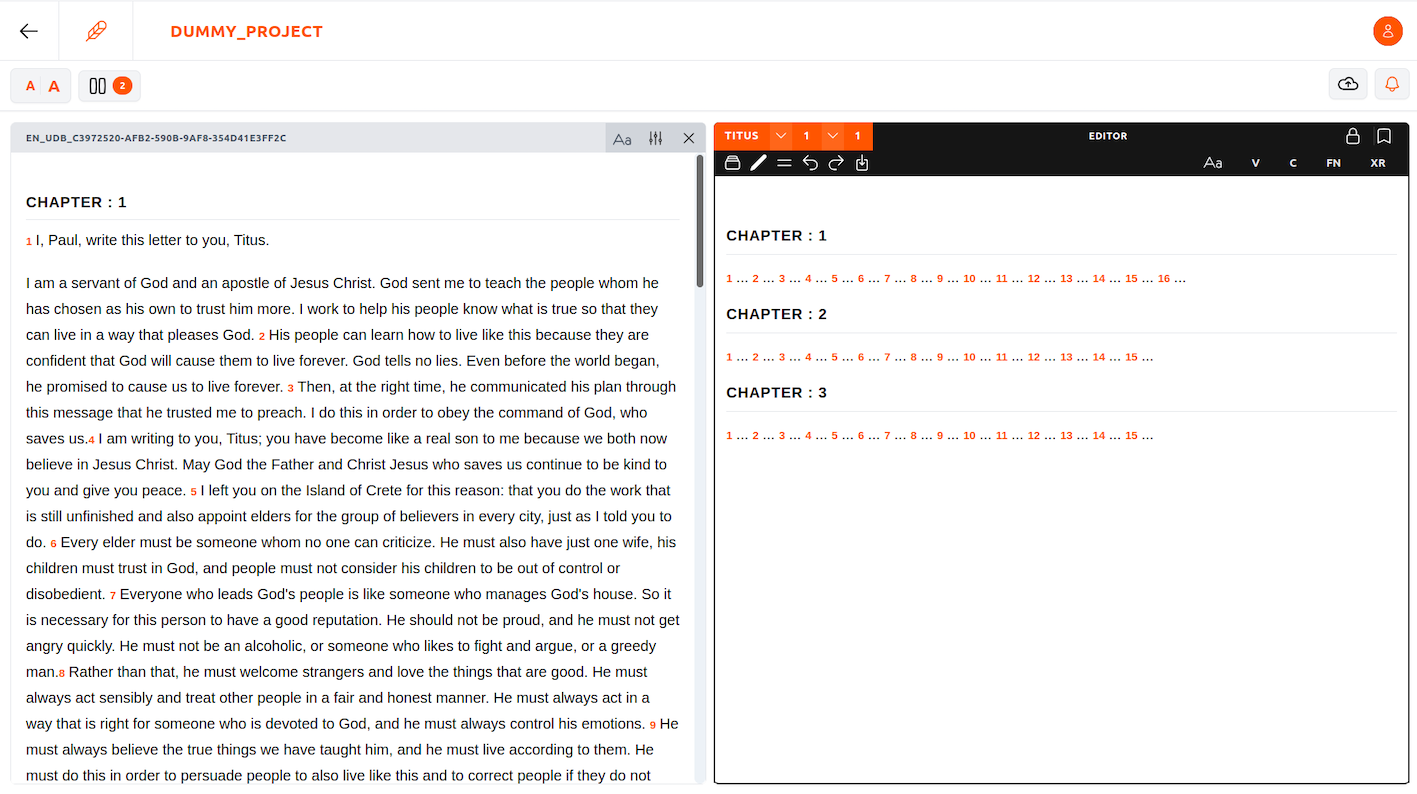 DUMMY_PROJECT
A A 2
EN_UDB_C3972520-AFB2-590B-9AF8-354D41E3FF2C Aa
CHAPTER : 1
1 I, Paul, write this letter to you, Titus.
I am a servant of God and an apostle of Jesus Christ. God sent me to teach the people whom he
has chosen as his own to trust him more. I work to help his people know what is true so that they
can live in a way that pleases God. 2 His people can learn how to live like this because they are
confident that God will cause them to live forever. God tells no lies. Even before the world began,
he promised to cause us to live forever. 3 Then, at the right time, he communicated his plan through
this message that he trusted me to preach. I do this in order to obey the command of God, who
saves us.4 I am writing to you, Titus; you have become like a real son to me because we both now
believe in Jesus Christ. May God the Father and Christ Jesus who saves us continue to be kind to
you and give you peace. 5 I left you on the Island of Crete for this reason: that you do the work that
is still unfinished and also appoint elders for the group of believers in every city, just as I told you to
do. 6 Every elder must be someone whom no one can criticize. He must also have just one wife, his
children must trust in God, and people must not consider his children to be out of control or
disobedient. 7 Everyone who leads God's people is like someone who manages God's house. So it
is necessary for this person to have a good reputation. He should not be proud, and he must not get
angry quickly. He must not be an alcoholic, or someone who likes to fight and argue, or a greedy
man.8 Rather than that, he must welcome strangers and love the things that are good. He must
always act sensibly and treat other people in a fair and honest manner. He must always act in a
way that is right for someone who is devoted to God, and he must always control his emotions. 9 He
must always believe the true things we have taught him, and he must live according to them. He
must do this in order to persuade people to also live like this and to correct people if they do not
TITUS 1 1 EDITOR
Aa V C FN XR
CHAPTER : 1
1 ... 2 ... 3 ... 4 ... 5 ... 6 ... 7 ... 8 ... 9 ... 10 ... 11 ... 12 ... 13 ... 14 ... 15 ... 16 ...
CHAPTER : 2
1 ... 2 ... 3 ... 4 ... 5 ... 6 ... 7 ... 8 ... 9 ... 10 ... 11 ... 12 ... 13 ... 14 ... 15 ...
CHAPTER : 3
1 ... 2 ... 3 ... 4 ... 5 ... 6 ... 7 ... 8 ... 9 ... 10 ... 11 ... 12 ... 13 ... 14 ... 15 ...